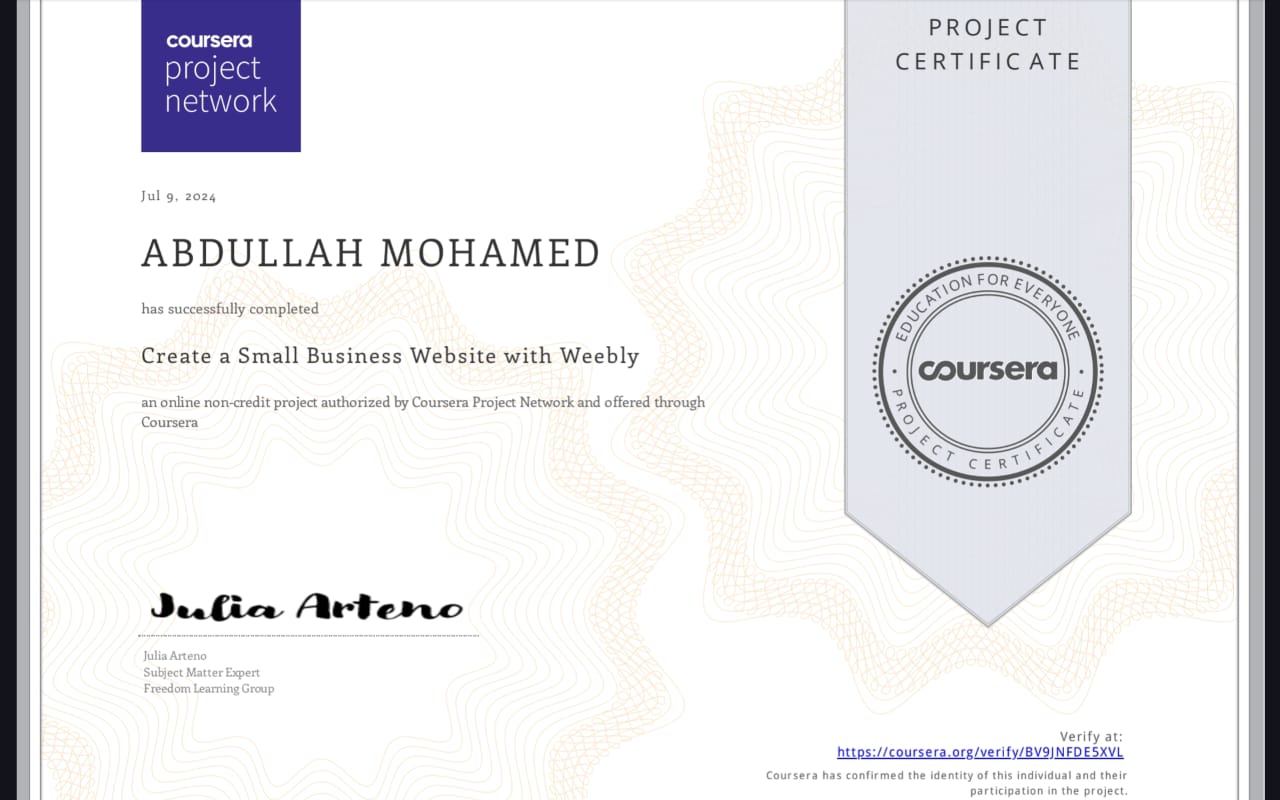 coursera
project
network
PROJECT
CERTIFICATE
Jul 9, 2024
ABDULLAH MOHAMED
has successfully completed
Create a Small Business Website with Weebly
an online non-credit project authorized by Coursera Project Network and offered through
Coursera
EDUCATION FOR EVERYONE
coursera
PROJECT CERTIFICATE
Julia Arteno
Julia Arteno
Subject Matter Expert
Freedom Learning Group
Verify at:
https://coursera.org/verify/BV9JNFDE5XVL
Coursera has confirmed the identity of this individual and their
participation in the project.